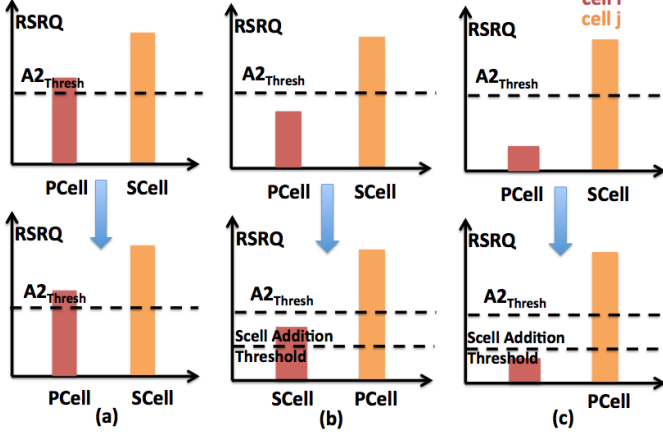 cell j
RSRQ
A2Thresh
PCell SCell
RSRQ
A2Thresh
PCell SCell
RSRQ
A2Thresh
PCell SCell
RSRQ
A2Thresh
PCell SCell
(a)
RSRQ
A2Thresh
Scell Addition
Threshold
SCell PCell
(b)
RSRQ
A2Thresh
Scell Addition
Threshold
PCell
(c)